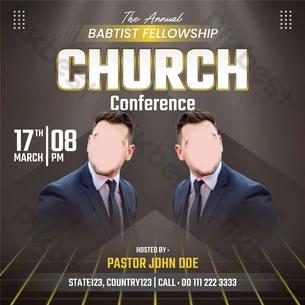 The Annual
BABTIST FELLOWSHIP
CHURCH
Conference
17TH MARCH | 08 PM
HOSTED BY :
PASTOR JOHN DOE
STATE123, COUNTRY123 | CALL : 00 111 222 3333